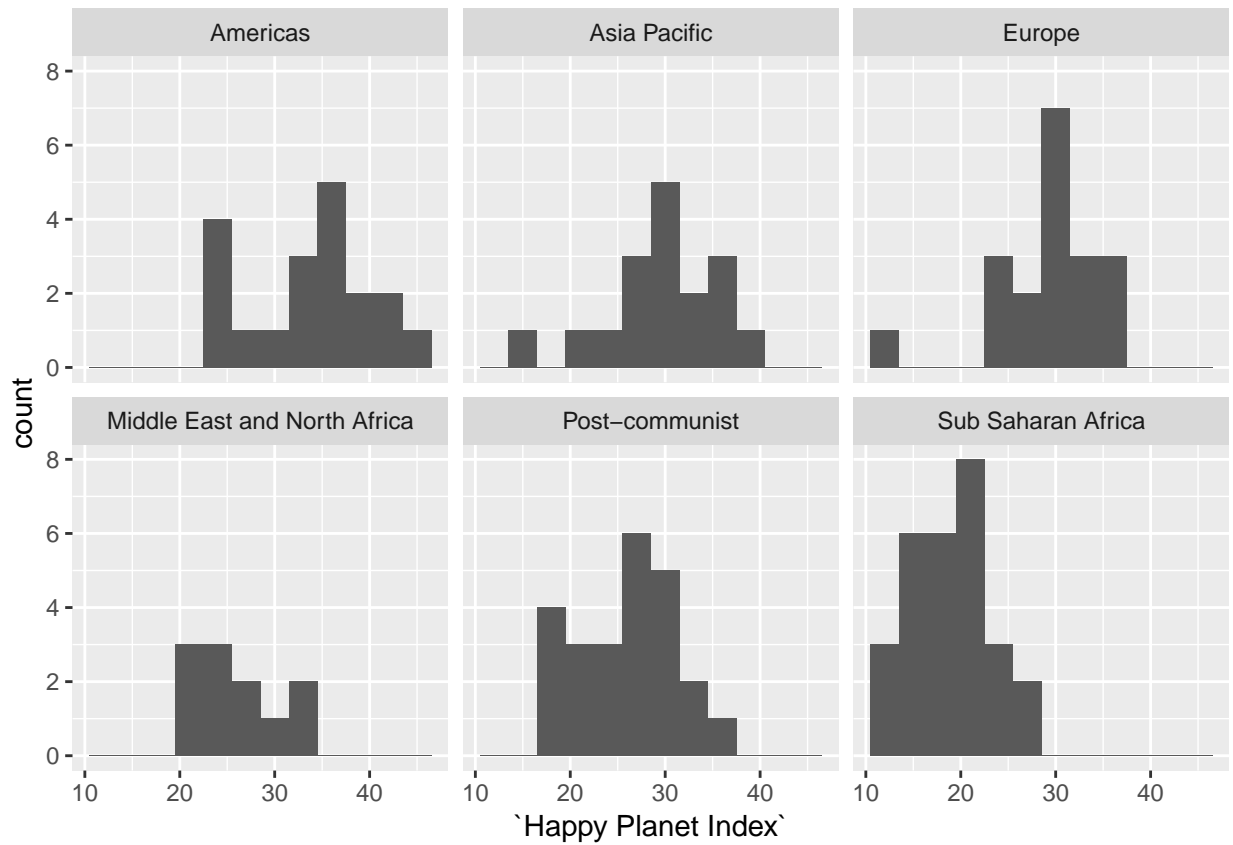 Americas
Asia Pacific
Europe
8
6
4
2
0
Middle East and North Africa
Post−communist
Sub Saharan Africa
8
6
4
2
0
10 20 30 40
10 20 30 40
10 20 30 40
`Happy Planet Index`
count